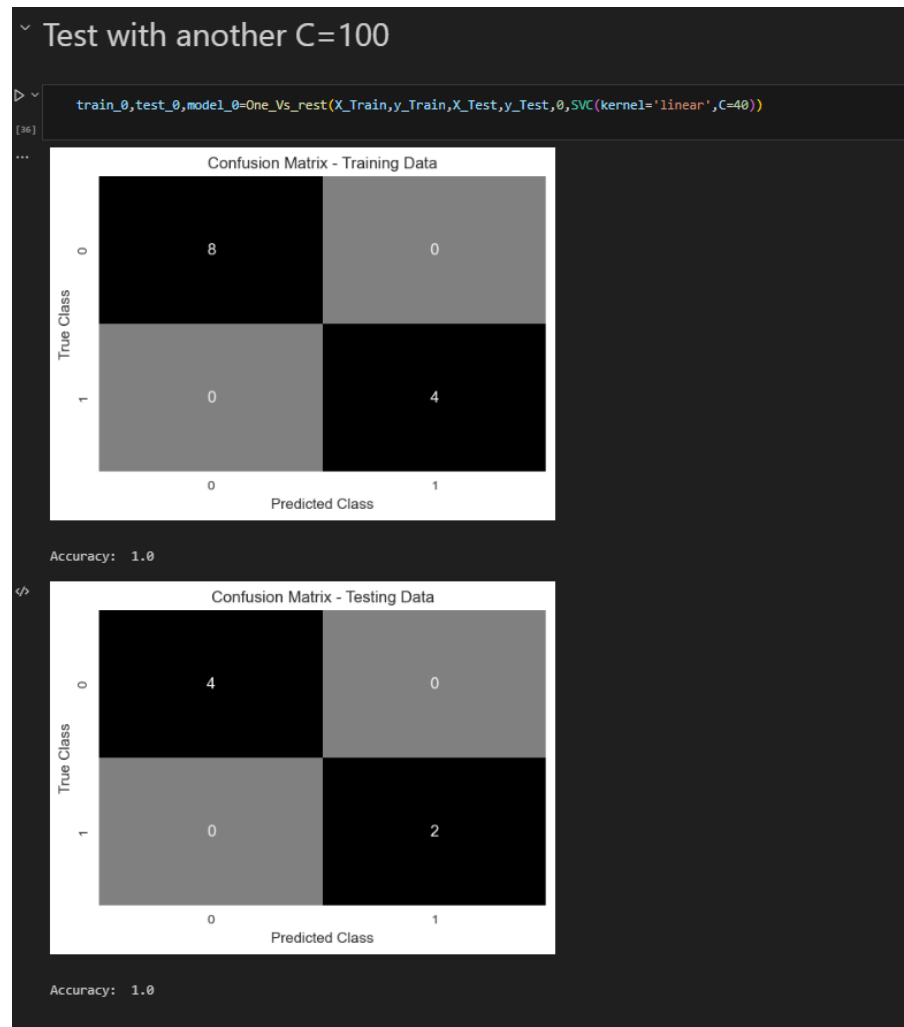 Test with another C=100
train_0,test_0,model_0=One_Vs_rest(X_Train,y_Train,X_Test,y_Test,0,SVC(kernel='linear',C=40))
[36]
...
Confusion Matrix - Training Data
True Class
0
8
0
1
0
4
0
1
Predicted Class
Accuracy: 1.0
</>
Confusion Matrix - Testing Data
True Class
0
4
0
1
0
2
0
1
Predicted Class
Accuracy: 1.0